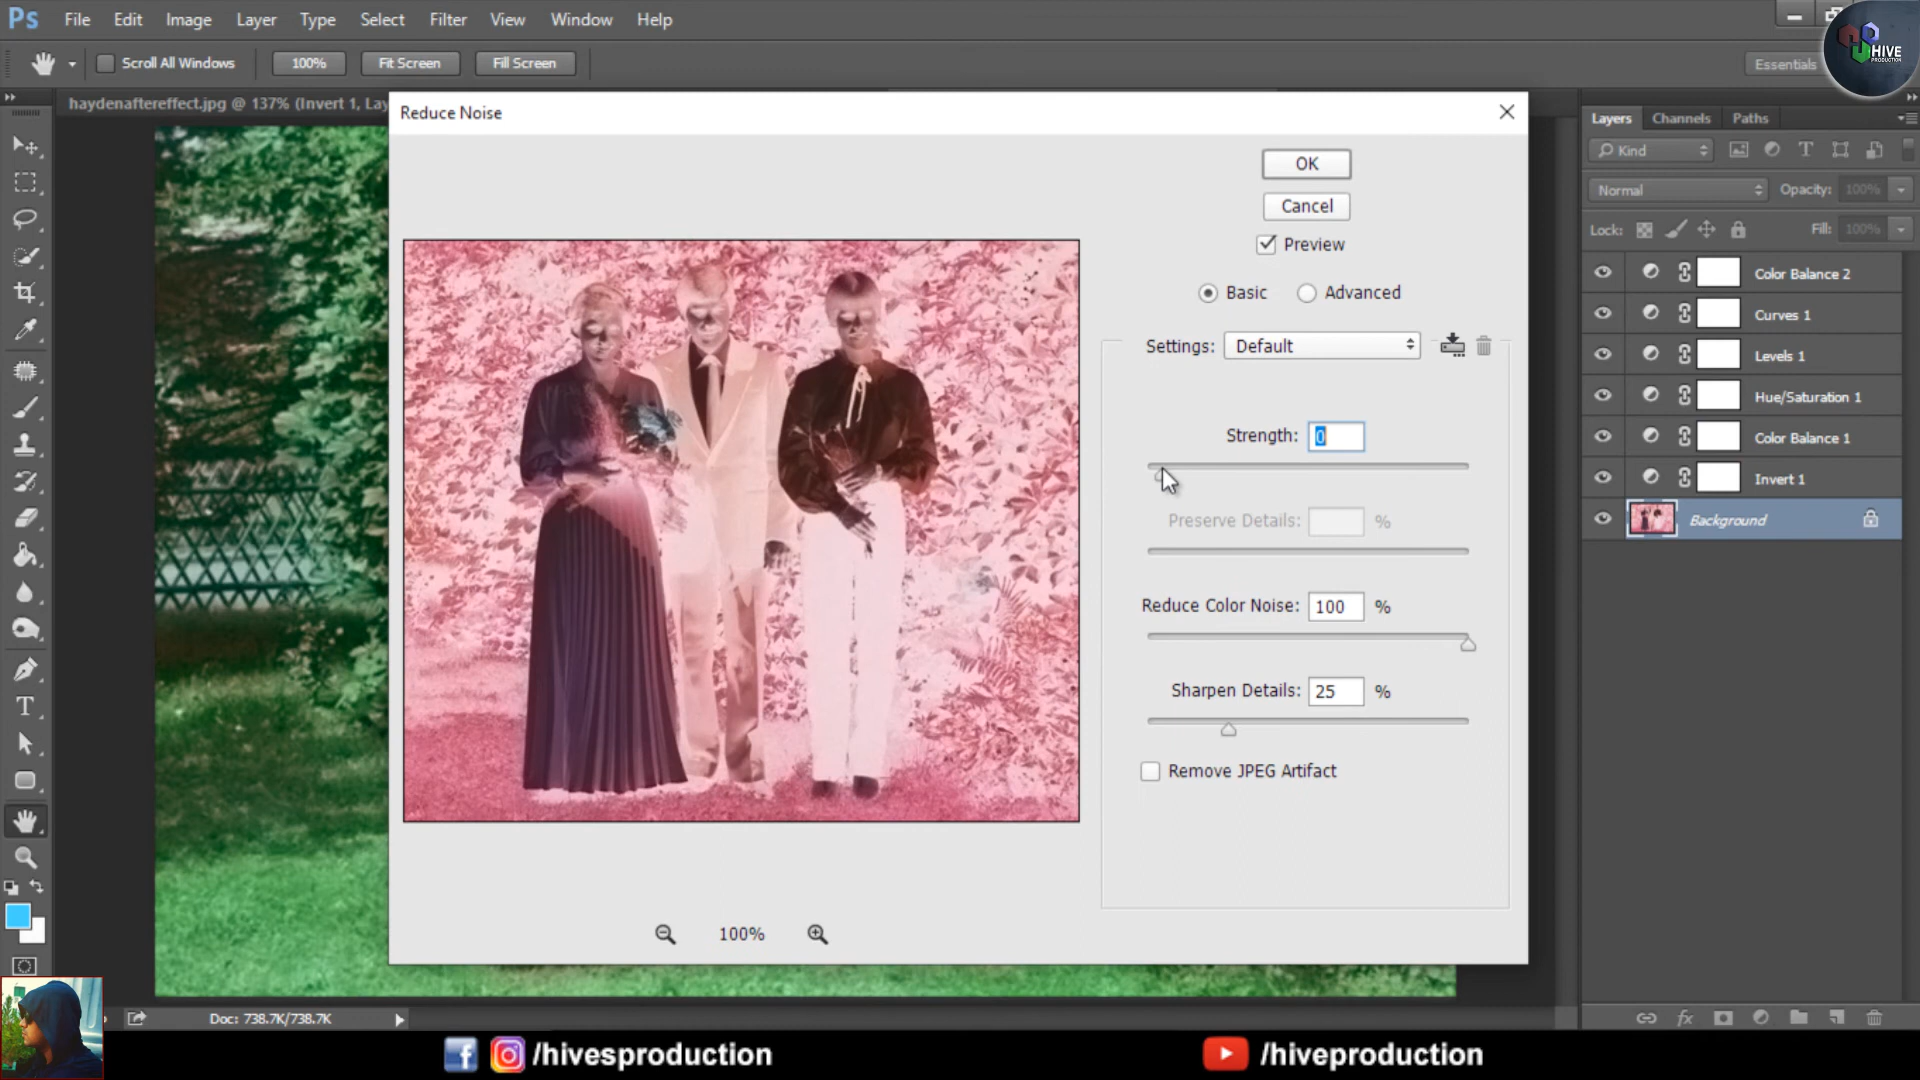 Ps File Edit Image Layer Type Select Filter View Window Help
Scroll All Windows 100% Fit Screen Fill Screen Essentials
HIVE
PRODUCTION
haydenaftereffect.jpg @ 137% (Invert 1, Lay
Reduce Noise
OK
Cancel
Preview
Basic Advanced
Settings: Default
Strength: 0
Preserve Details: %
Reduce Color Noise: 100 %
Sharpen Details: 25 %
Remove JPEG Artifact
100%
Layers Channels Paths
Kind
Normal Opacity: 100%
Lock: Fill: 100%
Color Balance 2
Curves 1
Levels 1
Hue/Saturation 1
Color Balance 1
Invert 1
Background
fx
Doc: 738.7K/738.7K
/hivesproduction
/hiveproduction